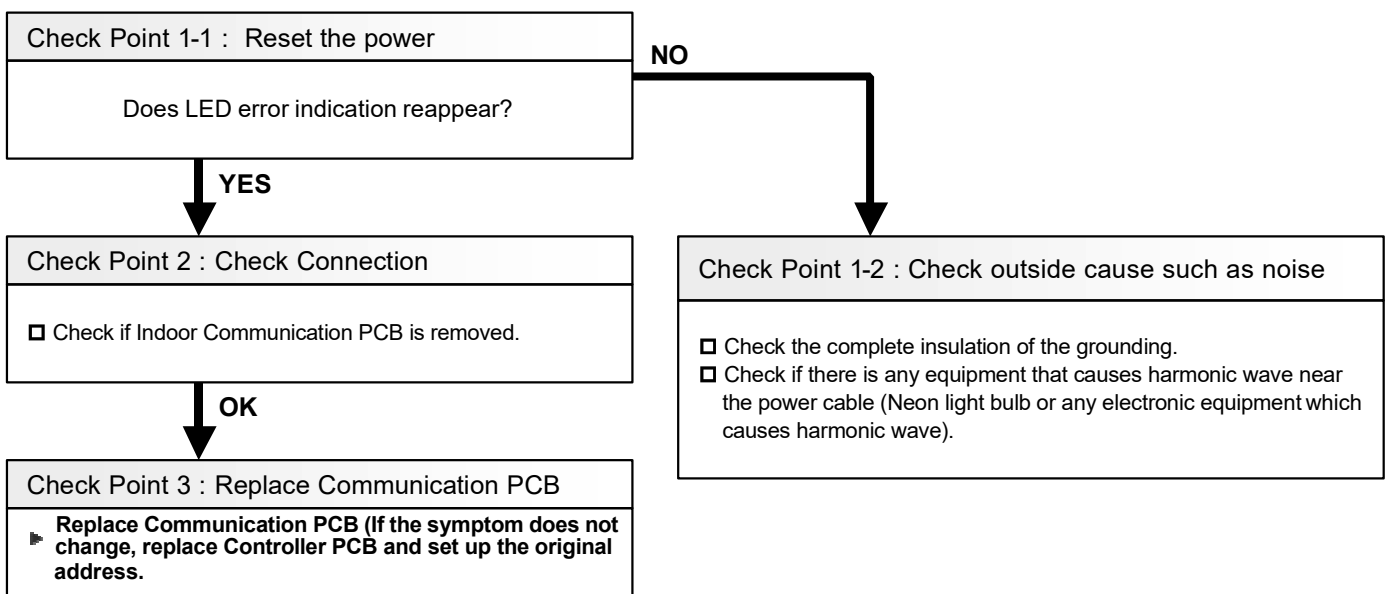 Check Point 1-1 : Reset the power
Does LED error indication reappear?
NO
YES
Check Point 2 : Check Connection
☐ Check if Indoor Communication PCB is removed.
Check Point 1-2 : Check outside cause such as noise
☐ Check the complete insulation of the grounding.
☐ Check if there is any equipment that causes harmonic wave near
the power cable (Neon light bulb or any electronic equipment which
causes harmonic wave).
OK
Check Point 3 : Replace Communication PCB
Replace Communication PCB (If the symptom does not
change, replace Controller PCB and set up the original
address.